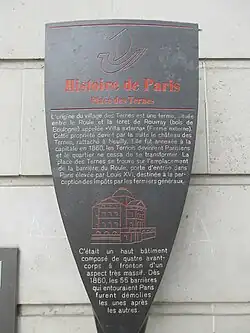 Histoire de Paris
Place des Ternes
L'origine du village des Ternes est une terme, située
entre le Roule et la forêt de Rouvray (bois de
Boulogne) appelée «Villa externa» (Ferme externe).
Cette propriété devint par la suite le château des
Ternes, rattaché à Neuilly. Elle fut annexée à la
capitale en 1860, les Ternois devinrent Parisiens
et le quartier ne cessa de se transformer. La
place des Ternes se trouve sur l'emplacement
de la barrière du Roule, porte d'entrée dans
Paris élevée par Louis XVI, destinée à la per-
ception des impôts par les fermiers généraux.
C'était un haut bâtiment
composé de quatre avant-
corps à fronton d'un
aspect très massif. Dès
1860, les 56 barrières
qui entouraient Paris
furent démolies
les unes après
les autres.